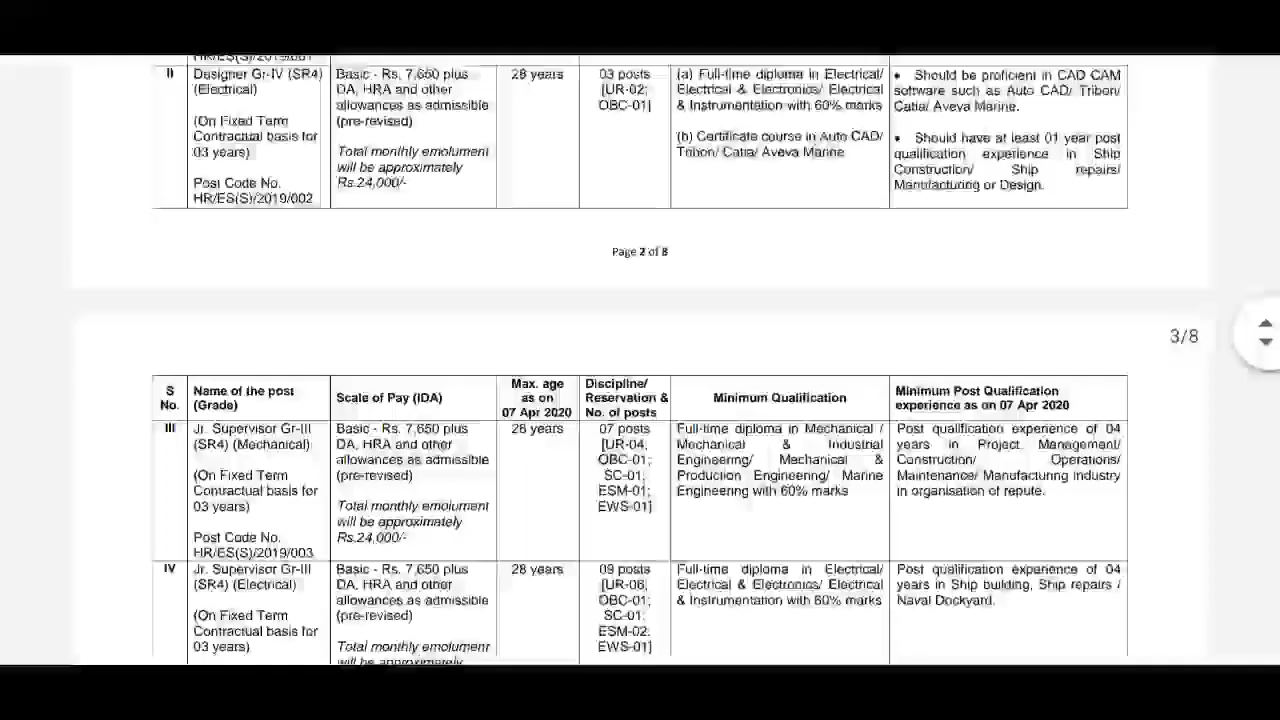 HR/ES(S)/2019/001
II
Designer Gr-IV (SR4)
(Electrical)
(On Fixed Term
Contractual basis for
03 years)
Post Code No.
HR/ES(S)/2019/002
Basic - Rs. 7,650 plus
DA, HRA and other
allowances as admissible
(pre-revised)
Total monthly emolument
will be approximately
Rs.24,000/-
28 years
03 posts
[UR-02;
OBC-01]
(a) Full-time diploma in Electrical/
Electrical & Electronics/ Electrical
& Instrumentation with 60% marks
(b) Certificate course in Auto CAD/
Tribon/ Catia/ Aveva Marine
• Should be proficient in CAD CAM
software such as Auto CAD/ Tribon/
Catia/ Aveva Marine.
• Should have at least 01 year post
qualification experience in Ship
Construction/ Ship repairs/
Manufacturing or Design.
Page 2 of 8
3/8
S
No.
Name of the post
(Grade)
Scale of Pay (IDA)
Max. age
as on
07 Apr 2020
Discipline/
Reservation &
No. of posts
Minimum Qualification
Minimum Post Qualification
experience as on 07 Apr 2020
III
Jr. Supervisor Gr-III
(SR4) (Mechanical)
(On Fixed Term
Contractual basis for
03 years)
Post Code No.
HR/ES(S)/2019/003
Basic - Rs. 7,650 plus
DA, HRA and other
allowances as admissible
(pre-revised)
Total monthly emolument
will be approximately
Rs.24,000/-
28 years
07 posts
[UR-04;
OBC-01;
SC-01;
ESM-01;
EWS-01]
Full-time diploma in Mechanical /
Mechanical & Industrial
Engineering/ Mechanical &
Production Engineering/ Marine
Engineering with 60% marks
Post qualification experience of 04
years in Project Management/
Construction/ Operations/
Maintenance/ Manufacturing industry
in organisation of repute.
IV
Jr. Supervisor Gr-III
(SR4) (Electrical)
(On Fixed Term
Contractual basis for
03 years)
Basic - Rs. 7,650 plus
DA, HRA and other
allowances as admissible
(pre-revised)
Total monthly emolument
will be approximately
28 years
09 posts
[UR-06;
OBC-01;
SC-01;
ESM-02;
EWS-01]
Full-time diploma in Electrical/
Electrical & Electronics/ Electrical
& Instrumentation with 60% marks
Post qualification experience of 04
years in Ship building, Ship repairs /
Naval Dockyard.